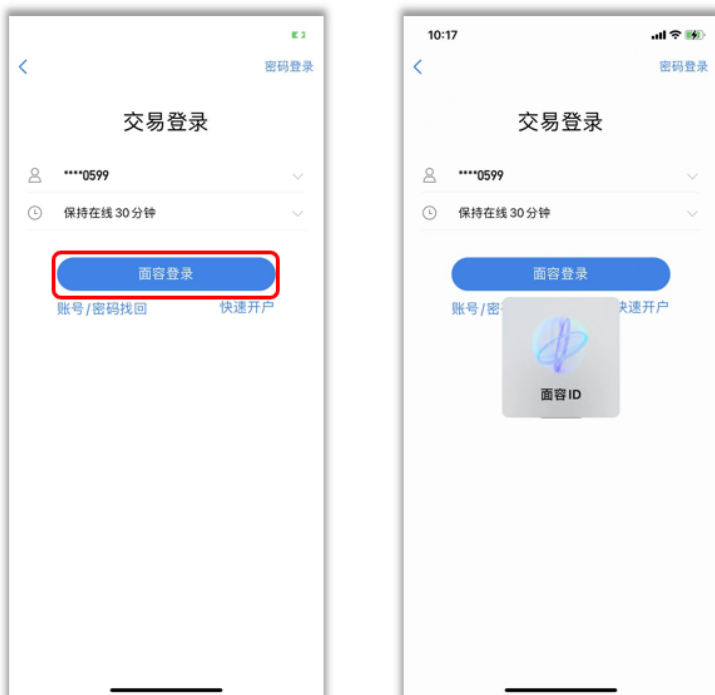 密码登录
交易登录
****0599
保持在线 30 分钟
面容登录
账号/密码找回
快速开户
10:17
密码登录
交易登录
****0599
保持在线 30 分钟
面容登录
账号/密
速开户
面容ID